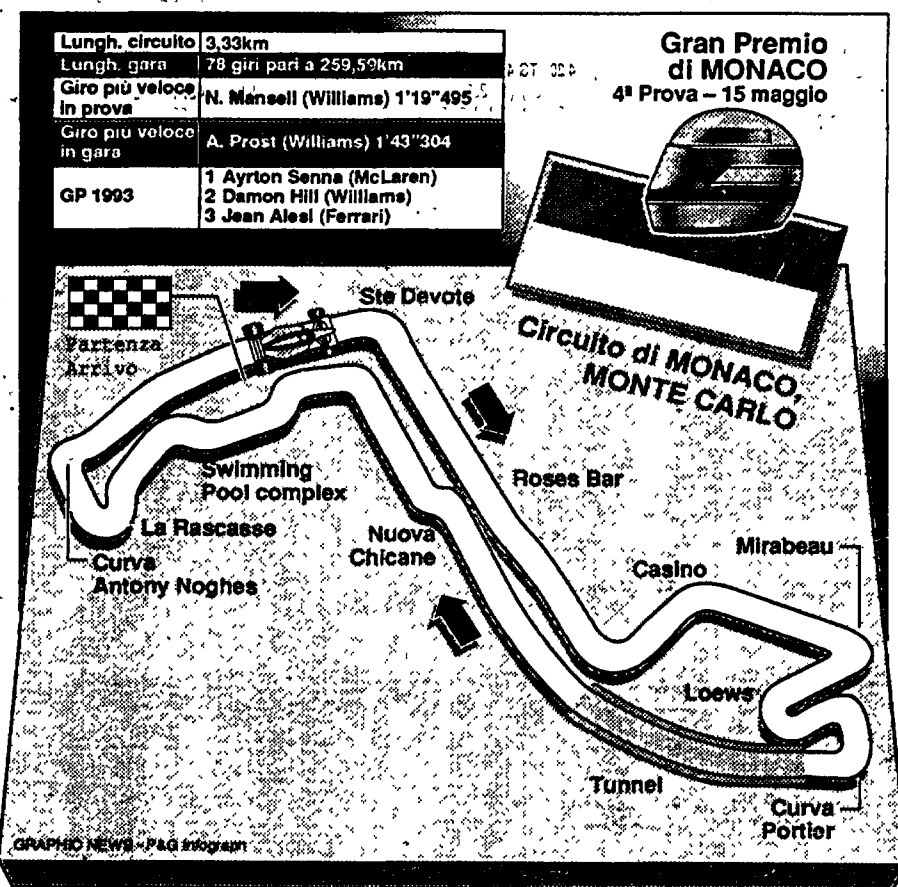 Lungh. circuito 3,33km
Lungh. gara 78 giri pari a 259,59km
Giro più veloce in prova N. Mansell (Williams) 1'19"495
Giro più veloce in gara A. Prost (Williams) 1'43"304
GP 1993
1 Ayrton Senna (McLaren)
2 Damon Hill (Williams)
3 Jean Alesi (Ferrari)
Gran Premio
di MONACO
4ª Prova – 15 maggio
Circuito di MONACO,
MONTE CARLO
Partenza
Arrivo
Ste Devote
Roses Bar
Swimming
Pool complex
La Rascasse
Curva
Antony Noghes
Nuova
Chicane
Casino
Mirabeau
Loews
Tunnel
Curva
Portier
GRAPHIC NEWS - P&G Infograph